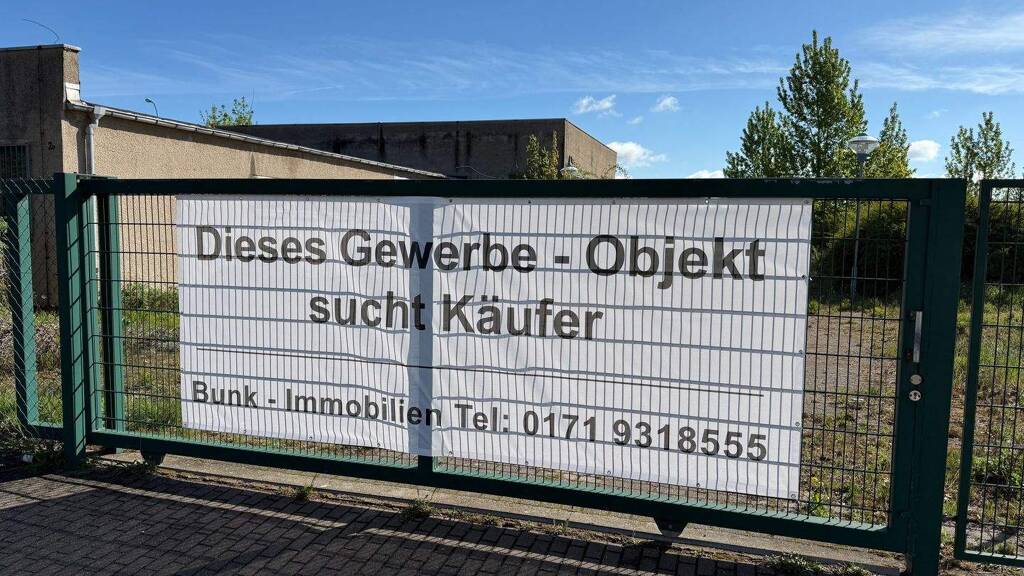 Dieses Gewerbe - Objekt
sucht Käufer
Bunk - Immobilien Tel: 0171 9318555